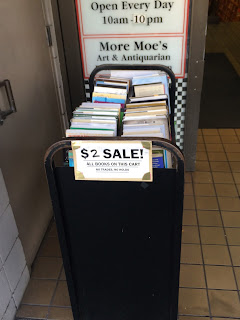 Open Every Day
10am-10pm
More Moe's
Art & Antiquarian
$2 SALE!
ALL BOOKS ON THIS CART
NO TRADES, NO HOLDS